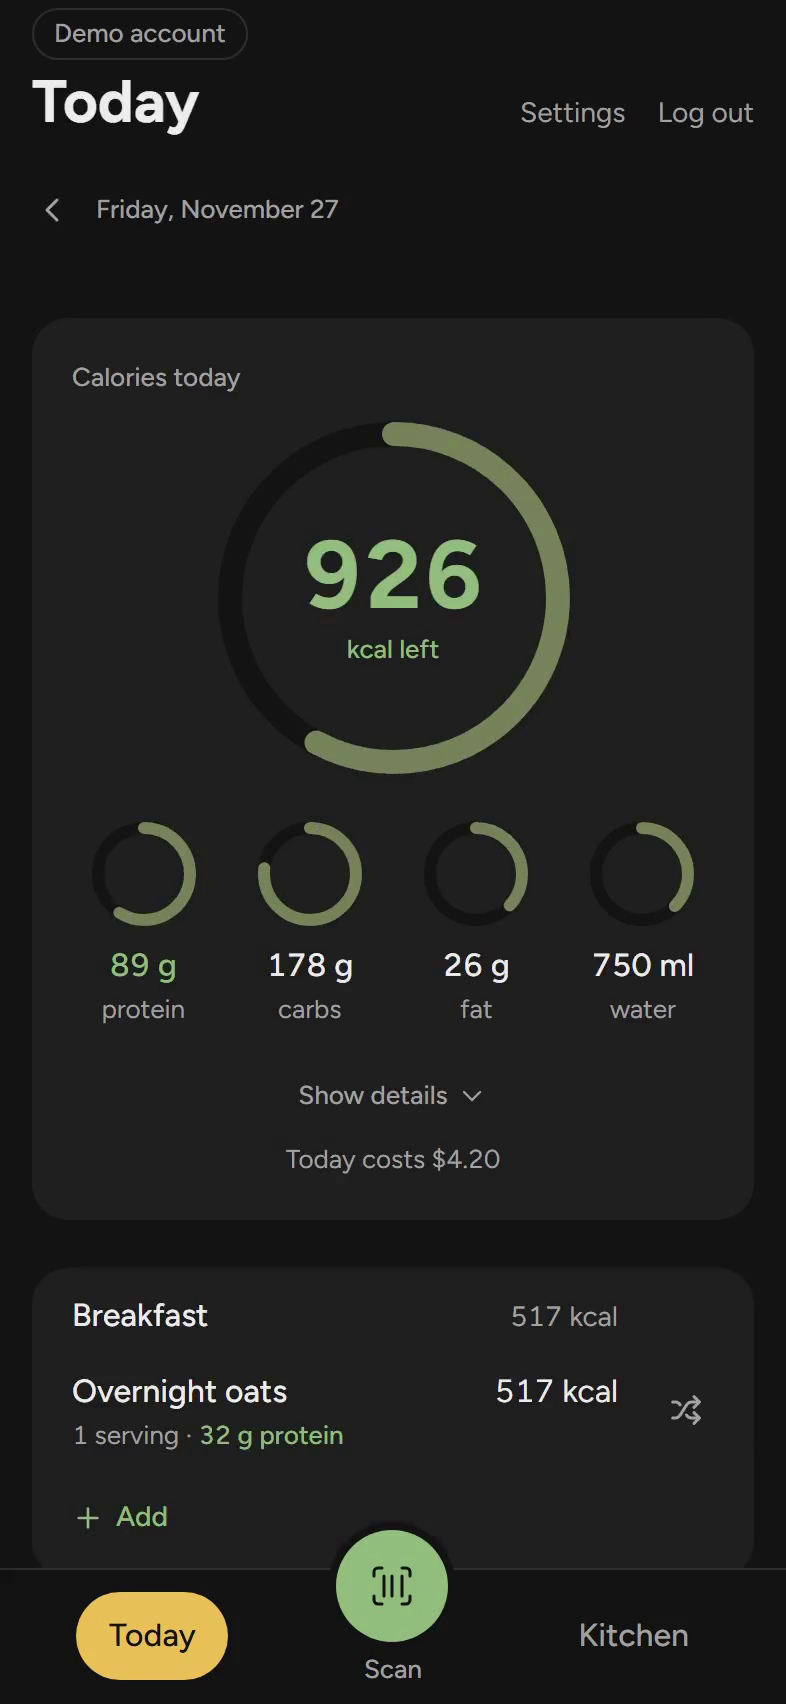 Demo account
Today
Settings Log out
Friday, November 27
Calories today
926
kcal left
89 g 178 g 26 g 750 ml
protein carbs fat water
Show details
Today costs $4.20
Breakfast 517 kcal
Overnight oats 517 kcal
1 serving · 32 g protein
+ Add
Today Scan Kitchen